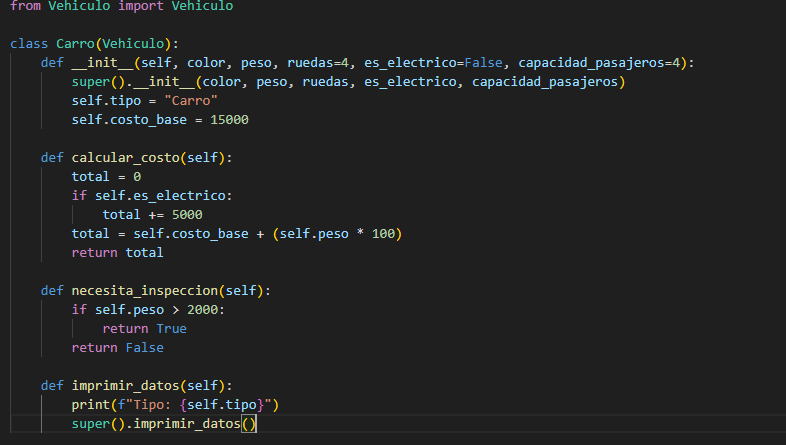 from Vehiculo import Vehiculo
class Carro(Vehiculo):
def __init__(self, color, peso, ruedas=4, es_electrico=False, capacidad_pasajeros=4):
super().__init__(color, peso, ruedas, es_electrico, capacidad_pasajeros)
self.tipo = "Carro"
self.costo_base = 15000
def calcular_costo(self):
total = 0
if self.es_electrico:
total += 5000
total = self.costo_base + (self.peso * 100)
return total
def necesita_inspeccion(self):
if self.peso > 2000:
return True
return False
def imprimir_datos(self):
print(f"Tipo: {self.tipo}")
super().imprimir_datos()